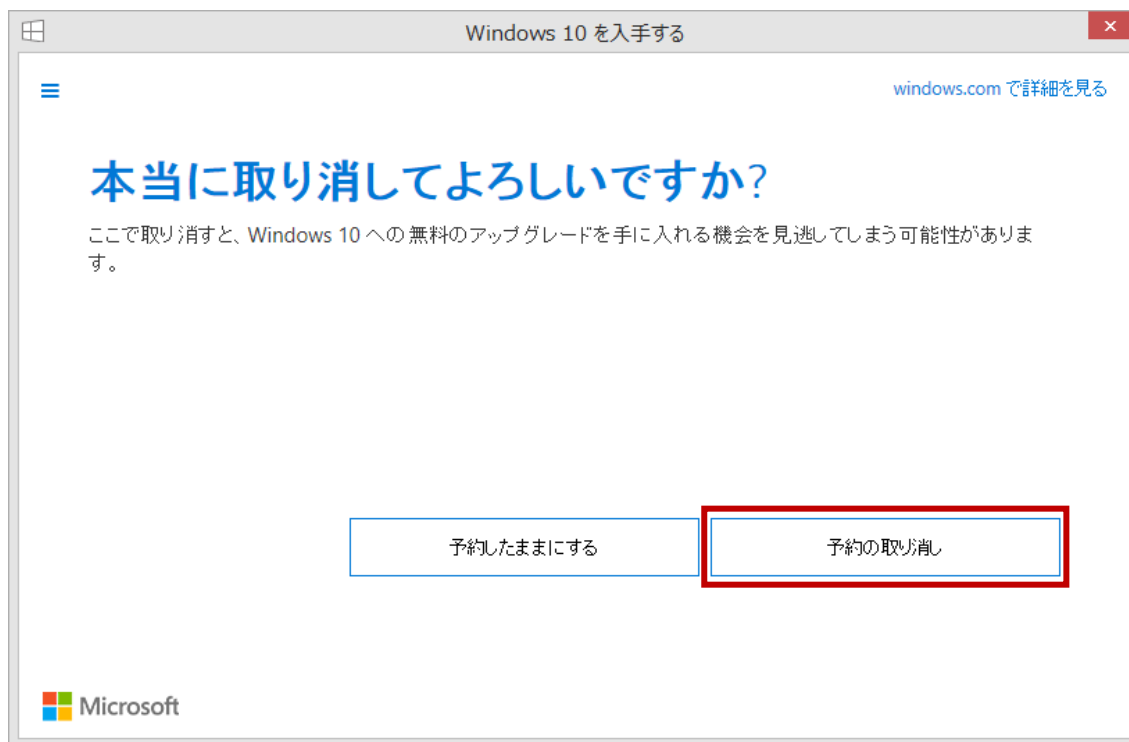 Windows 10 を入手する
windows.com で詳細を見る
本当に取り消してよろしいですか?
ここで取り消すと、Windows 10 への無料のアップグレードを手に入れる機会を見逃してしまう可能性がありま
す。
予約したままにする
予約の取り消し
Microsoft